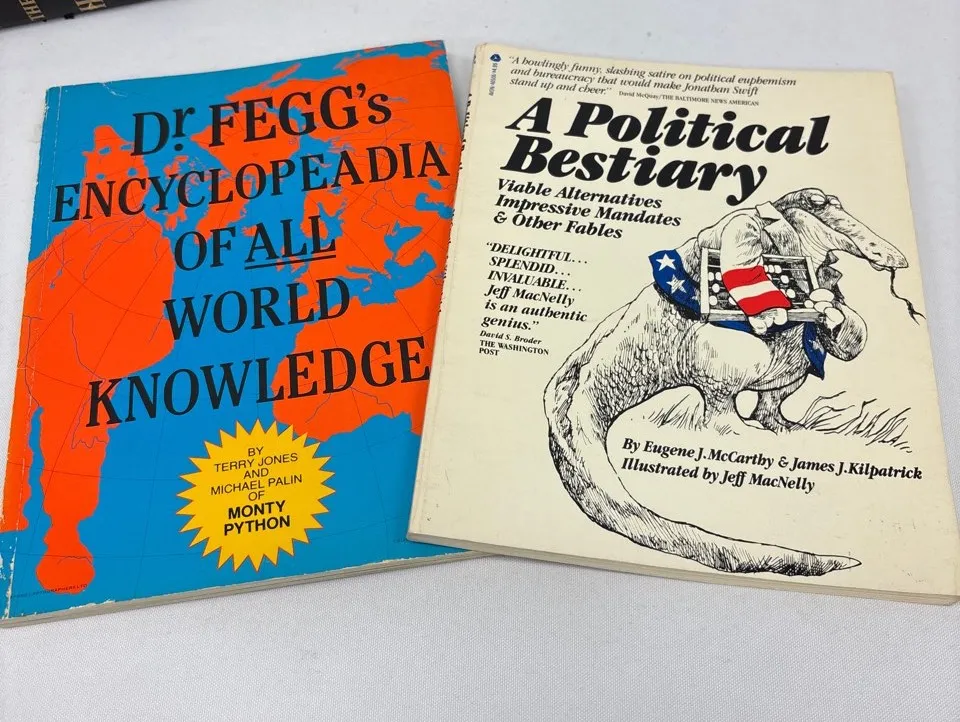 THE
Dr. FEGG's
ENCYCLOPEADIA
OF ALL
WORLD
KNOWLEDGE
BY
TERRY JONES
AND
MICHAEL PALIN
OF
MONTY
PYTHON
"A howlingly funny, slashing satire on political euphemism
and bureaucracy that would make Jonathan Swift
stand up and cheer." David McQuay/THE BALTIMORE NEWS AMERICAN
A Political
Bestiary
Viable Alternatives
Impressive Mandates
& Other Fables
"DELIGHTFUL...
SPLENDID...
INVALUABLE...
Jeff MacNelly
is an authentic
genius."
David S. Broder
THE WASHINGTON
POST
By Eugene J. McCarthy & James J. Kilpatrick
Illustrated by Jeff MacNelly